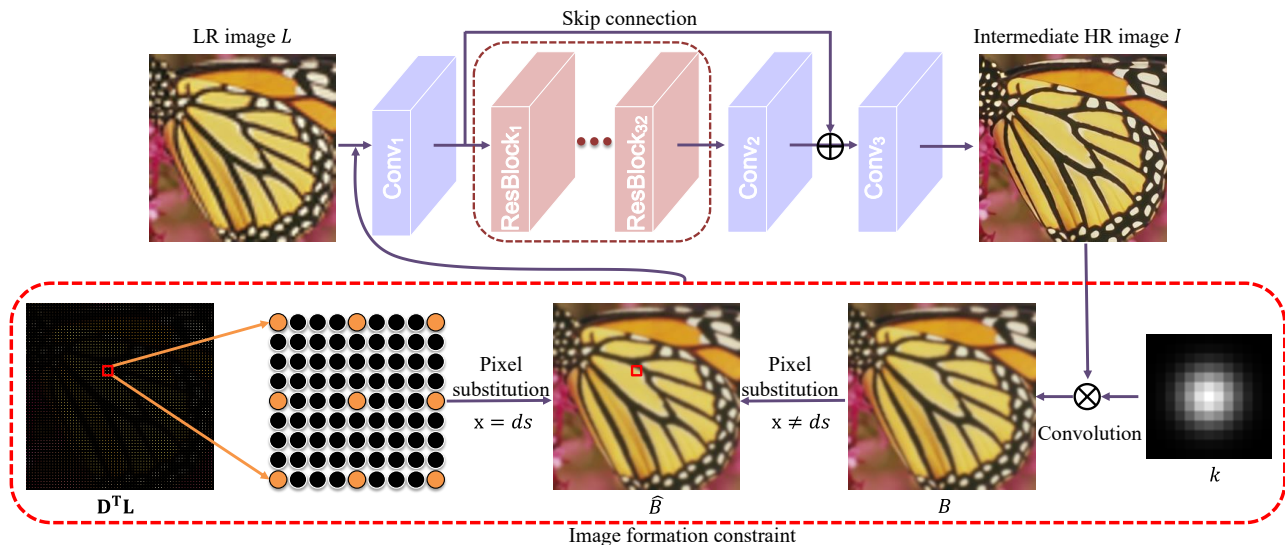 Skip connection
LR image L
Intermediate HR image I
Conv₁
ResBlock₁
ResBlock₃₂
Conv₂
Conv₃
Pixel
substitution
x = ds
Pixel
substitution
x ≠ ds
Convolution
DᵀL
B̂
B
k
Image formation constraint